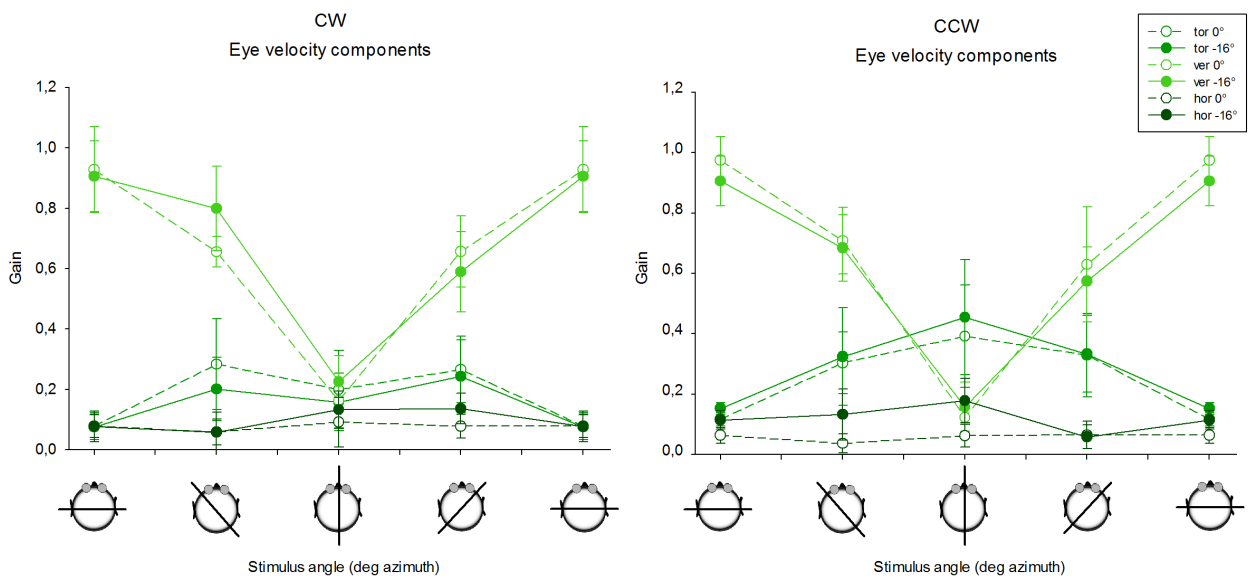 CW
Eye velocity components
1,2
1,0
0,8
0,6
0,4
0,2
0,0
Gain
Stimulus angle (deg azimuth)
CCW
Eye velocity components
1,2
1,0
0,8
0,6
0,4
0,2
0,0
Gain
Stimulus angle (deg azimuth)
tor 0°
tor -16°
ver 0°
ver -16°
hor 0°
hor -16°